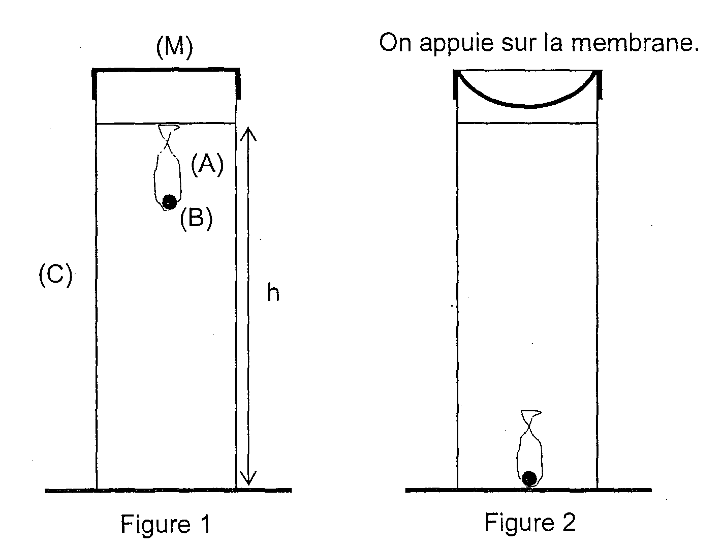 (M)
On appuie sur la membrane.
(A)
(B)
(C)
h
Figure 1
Figure 2